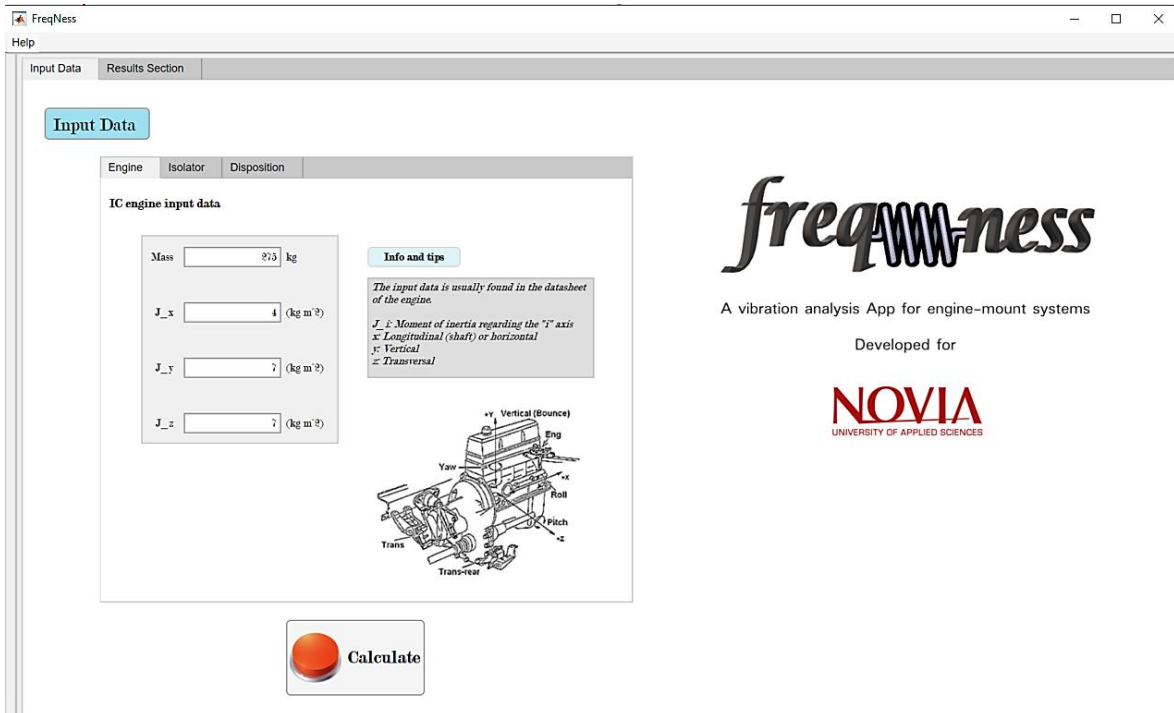 FreqNess
Help
Input Data Results Section
Input Data
Engine Isolator Disposition
IC engine input data
Mass 275 kg
J_x 4 (kg m^2)
J_y 7 (kg m^2)
J_z 7 (kg m^2)
Info and tips
The input data is usually found in the datasheet
of the engine.
J_i: Moment of inertia regarding the "i" axis
x: Longitudinal (shaft) or horizontal
y: Vertical
z: Transversal
+Y Vertical (Bounce)
Eng
Yaw
+X
Roll
Pitch
+Z
Trans
Trans-rear
Calculate
freqness
A vibration analysis App for engine-mount systems
Developed for
NOVIA
UNIVERSITY OF APPLIED SCIENCES